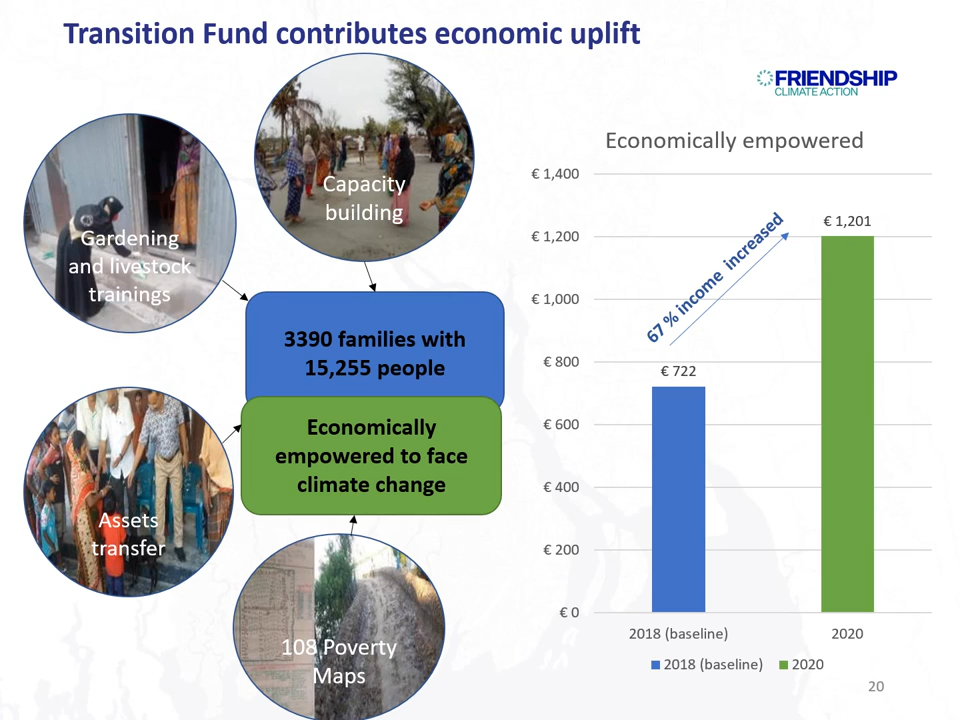 Transition Fund contributes economic uplift
FRIENDSHIP
CLIMATE ACTION
Capacity
building
Gardening
and livestock
trainings
3390 families with
15,255 people
Economically
empowered to face
climate change
Assets
transfer
108 Poverty
Maps
Economically empowered
€ 1,400
€ 1,200
€ 1,000
€ 800
€ 600
€ 400
€ 200
€ 0
67 % income increased
€ 722
€ 1,201
2018 (baseline) 2020
2018 (baseline) 2020
20